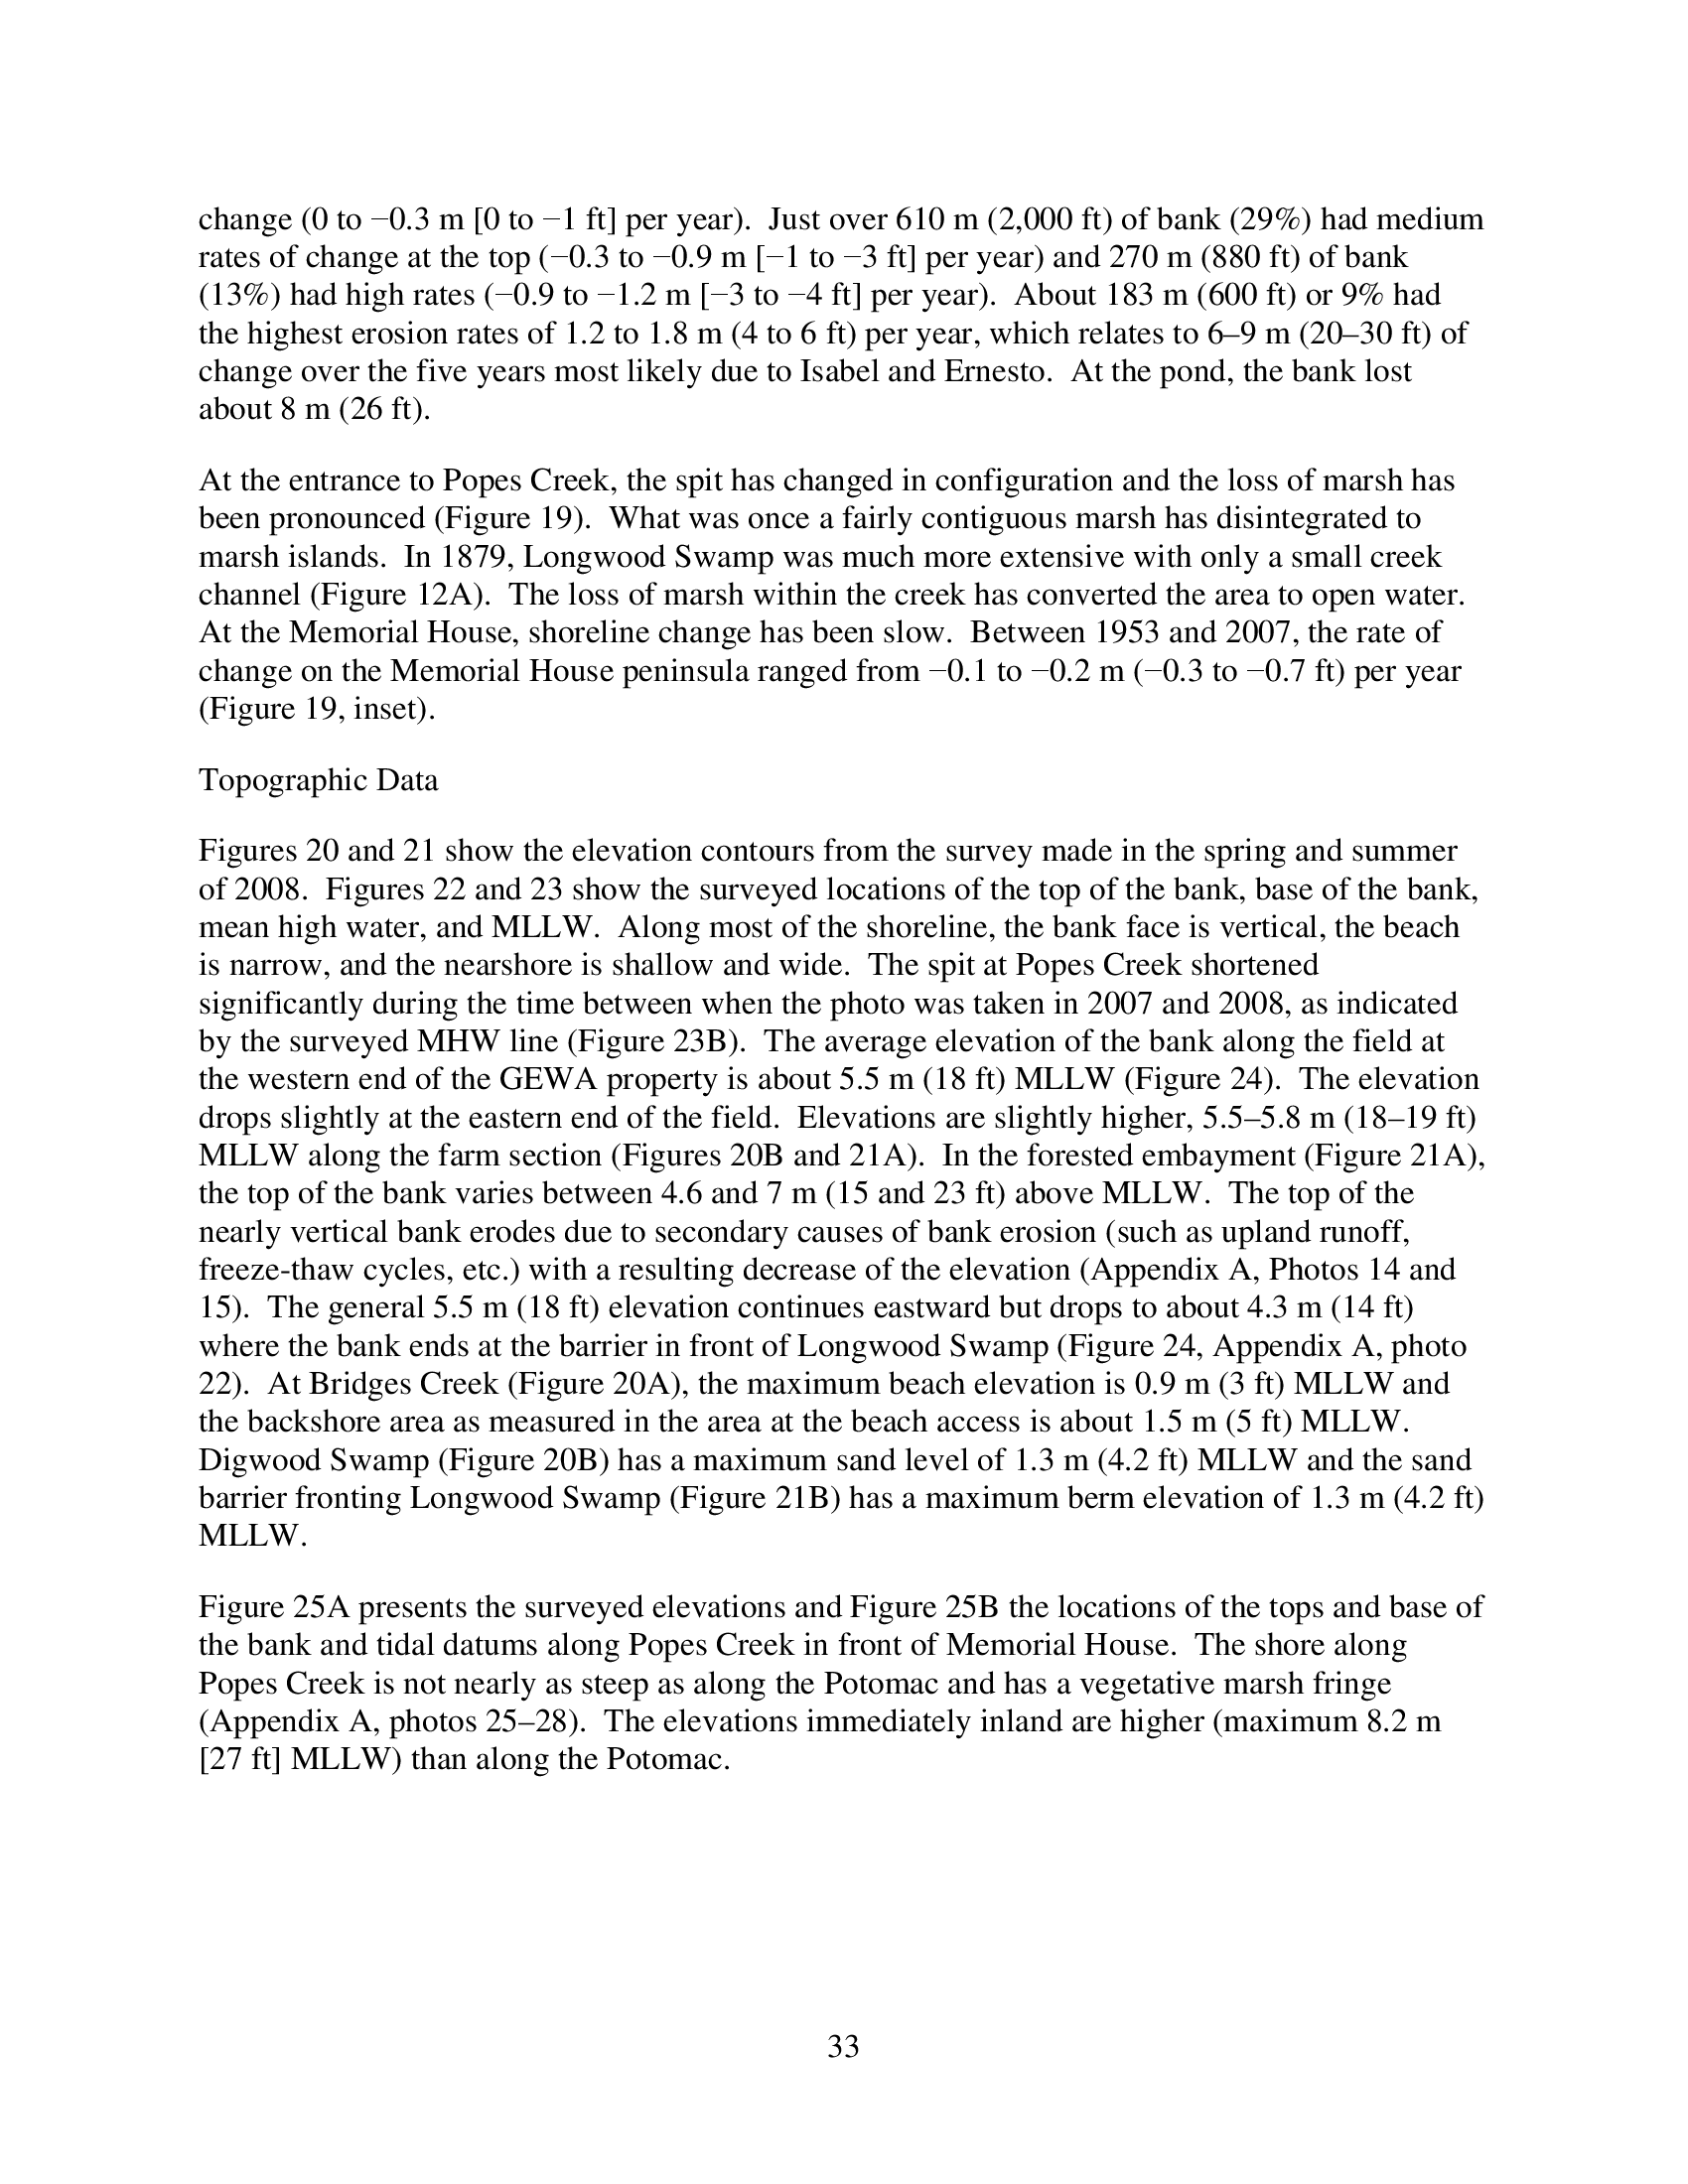 change (0 to −0.3 m [0 to −1 ft] per year).  Just over 610 m (2,000 ft) of bank (29%) had medium
rates of change at the top (−0.3 to −0.9 m [−1 to −3 ft] per year) and 270 m (880 ft) of bank
(13%) had high rates (−0.9 to −1.2 m [−3 to −4 ft] per year).  About 183 m (600 ft) or 9% had
the highest erosion rates of 1.2 to 1.8 m (4 to 6 ft) per year, which relates to 6–9 m (20–30 ft) of
change over the five years most likely due to Isabel and Ernesto.  At the pond, the bank lost
about 8 m (26 ft).
At the entrance to Popes Creek, the spit has changed in configuration and the loss of marsh has
been pronounced (Figure 19).  What was once a fairly contiguous marsh has disintegrated to
marsh islands.  In 1879, Longwood Swamp was much more extensive with only a small creek
channel (Figure 12A).  The loss of marsh within the creek has converted the area to open water.
At the Memorial House, shoreline change has been slow.  Between 1953 and 2007, the rate of
change on the Memorial House peninsula ranged from −0.1 to −0.2 m (−0.3 to −0.7 ft) per year
(Figure 19, inset).
Topographic Data
Figures 20 and 21 show the elevation contours from the survey made in the spring and summer
of 2008.  Figures 22 and 23 show the surveyed locations of the top of the bank, base of the bank,
mean high water, and MLLW.  Along most of the shoreline, the bank face is vertical, the beach
is narrow, and the nearshore is shallow and wide.  The spit at Popes Creek shortened
significantly during the time between when the photo was taken in 2007 and 2008, as indicated
by the surveyed MHW line (Figure 23B).  The average elevation of the bank along the field at
the western end of the GEWA property is about 5.5 m (18 ft) MLLW (Figure 24).  The elevation
drops slightly at the eastern end of the field.  Elevations are slightly higher, 5.5–5.8 m (18–19 ft)
MLLW along the farm section (Figures 20B and 21A).  In the forested embayment (Figure 21A),
the top of the bank varies between 4.6 and 7 m (15 and 23 ft) above MLLW.  The top of the
nearly vertical bank erodes due to secondary causes of bank erosion (such as upland runoff,
freeze-thaw cycles, etc.) with a resulting decrease of the elevation (Appendix A, Photos 14 and
15).  The general 5.5 m (18 ft) elevation continues eastward but drops to about 4.3 m (14 ft)
where the bank ends at the barrier in front of Longwood Swamp (Figure 24, Appendix A, photo
22).  At Bridges Creek (Figure 20A), the maximum beach elevation is 0.9 m (3 ft) MLLW and
the backshore area as measured in the area at the beach access is about 1.5 m (5 ft) MLLW.
Digwood Swamp (Figure 20B) has a maximum sand level of 1.3 m (4.2 ft) MLLW and the sand
barrier fronting Longwood Swamp (Figure 21B) has a maximum berm elevation of 1.3 m (4.2 ft)
MLLW.
Figure 25A presents the surveyed elevations and Figure 25B the locations of the tops and base of
the bank and tidal datums along Popes Creek in front of Memorial House.  The shore along
Popes Creek is not nearly as steep as along the Potomac and has a vegetative marsh fringe
(Appendix A, photos 25–28).  The elevations immediately inland are higher (maximum 8.2 m
[27 ft] MLLW) than along the Potomac.
33